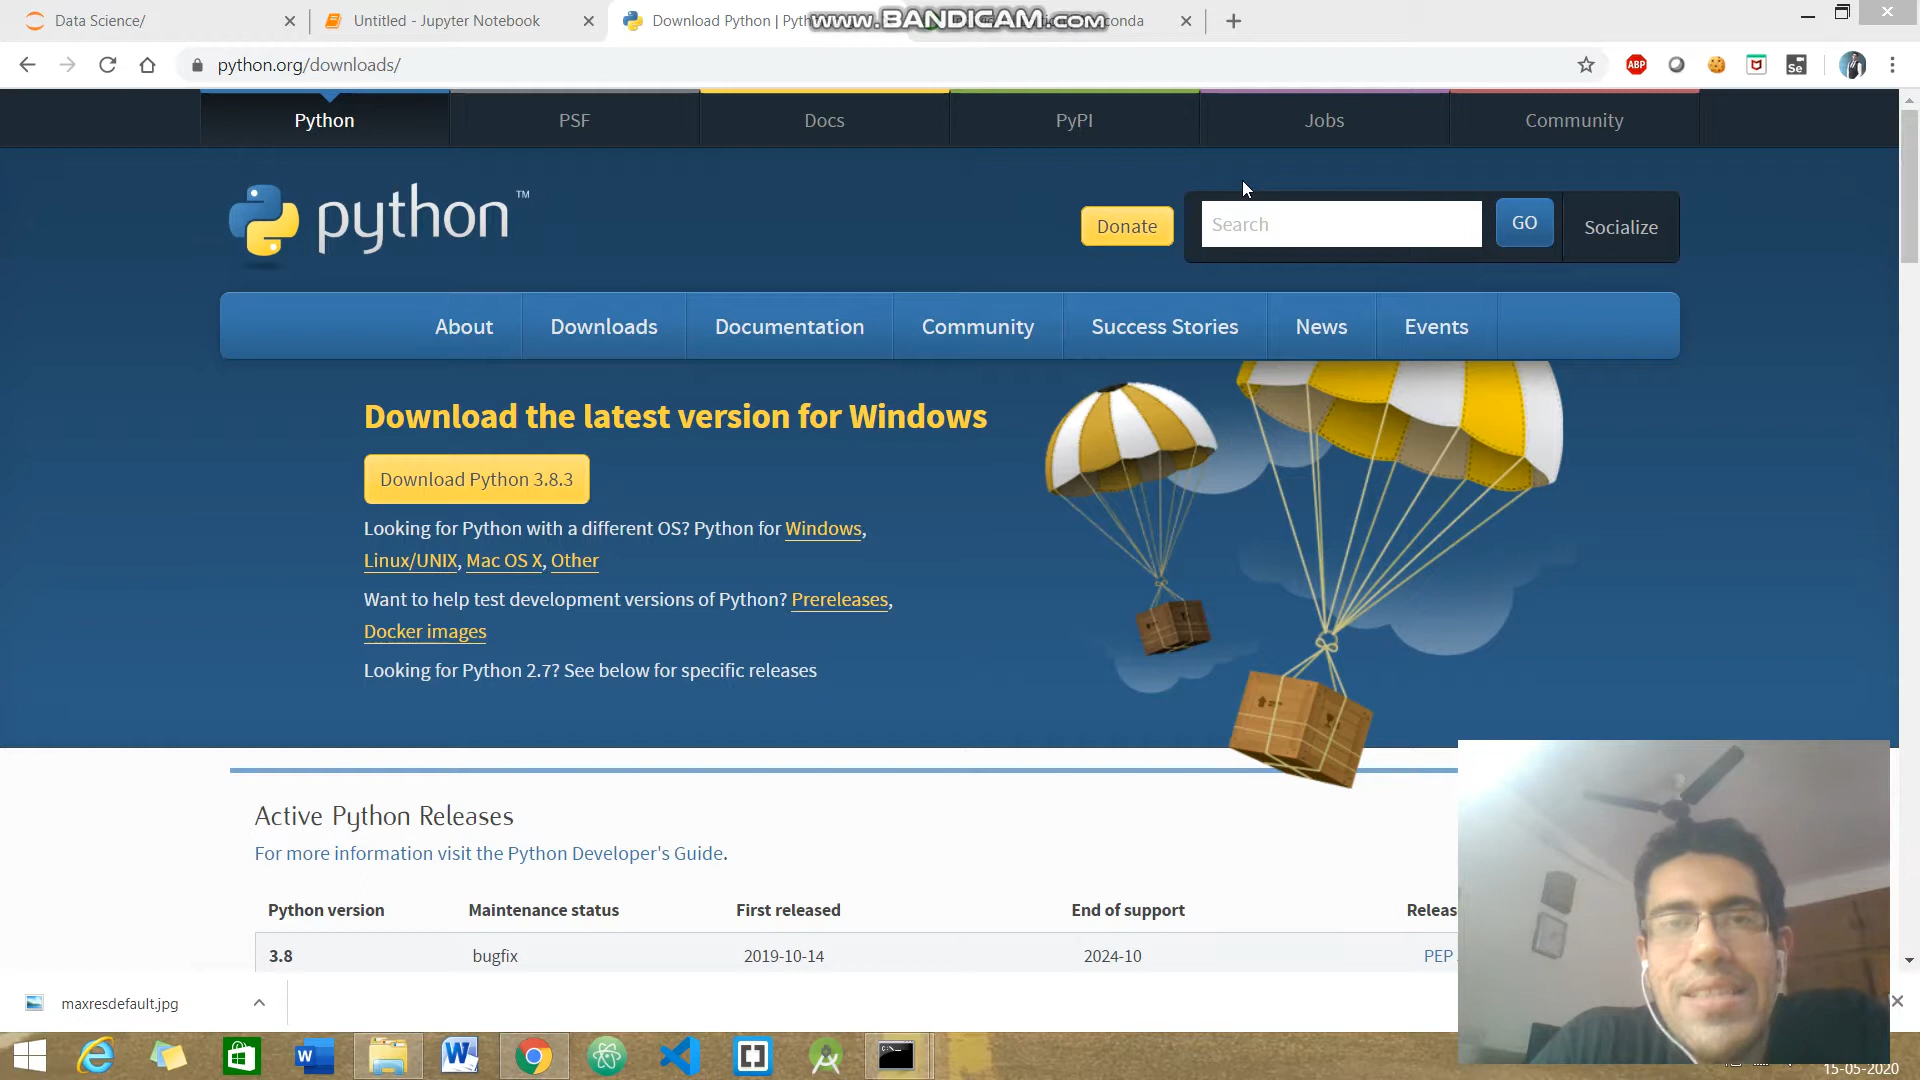 Data Science/
Untitled - Jupyter Notebook
Download Python | Pyth
www.BANDICAM.com
onda
python.org/downloads/
ABP
Se
Python
PSF
Docs
PyPI
Jobs
Community
python™
Donate
Search
GO
Socialize
About
Downloads
Documentation
Community
Success Stories
News
Events
Download the latest version for Windows
Download Python 3.8.3
Looking for Python with a different OS? Python for Windows,
Linux/UNIX, Mac OS X, Other
Want to help test development versions of Python? Prereleases,
Docker images
Looking for Python 2.7? See below for specific releases
Active Python Releases
For more information visit the Python Developer's Guide.
Python version
Maintenance status
First released
End of support
Releas
3.8
bugfix
2019-10-14
2024-10
PEP
maxresdefault.jpg
15-05-2020